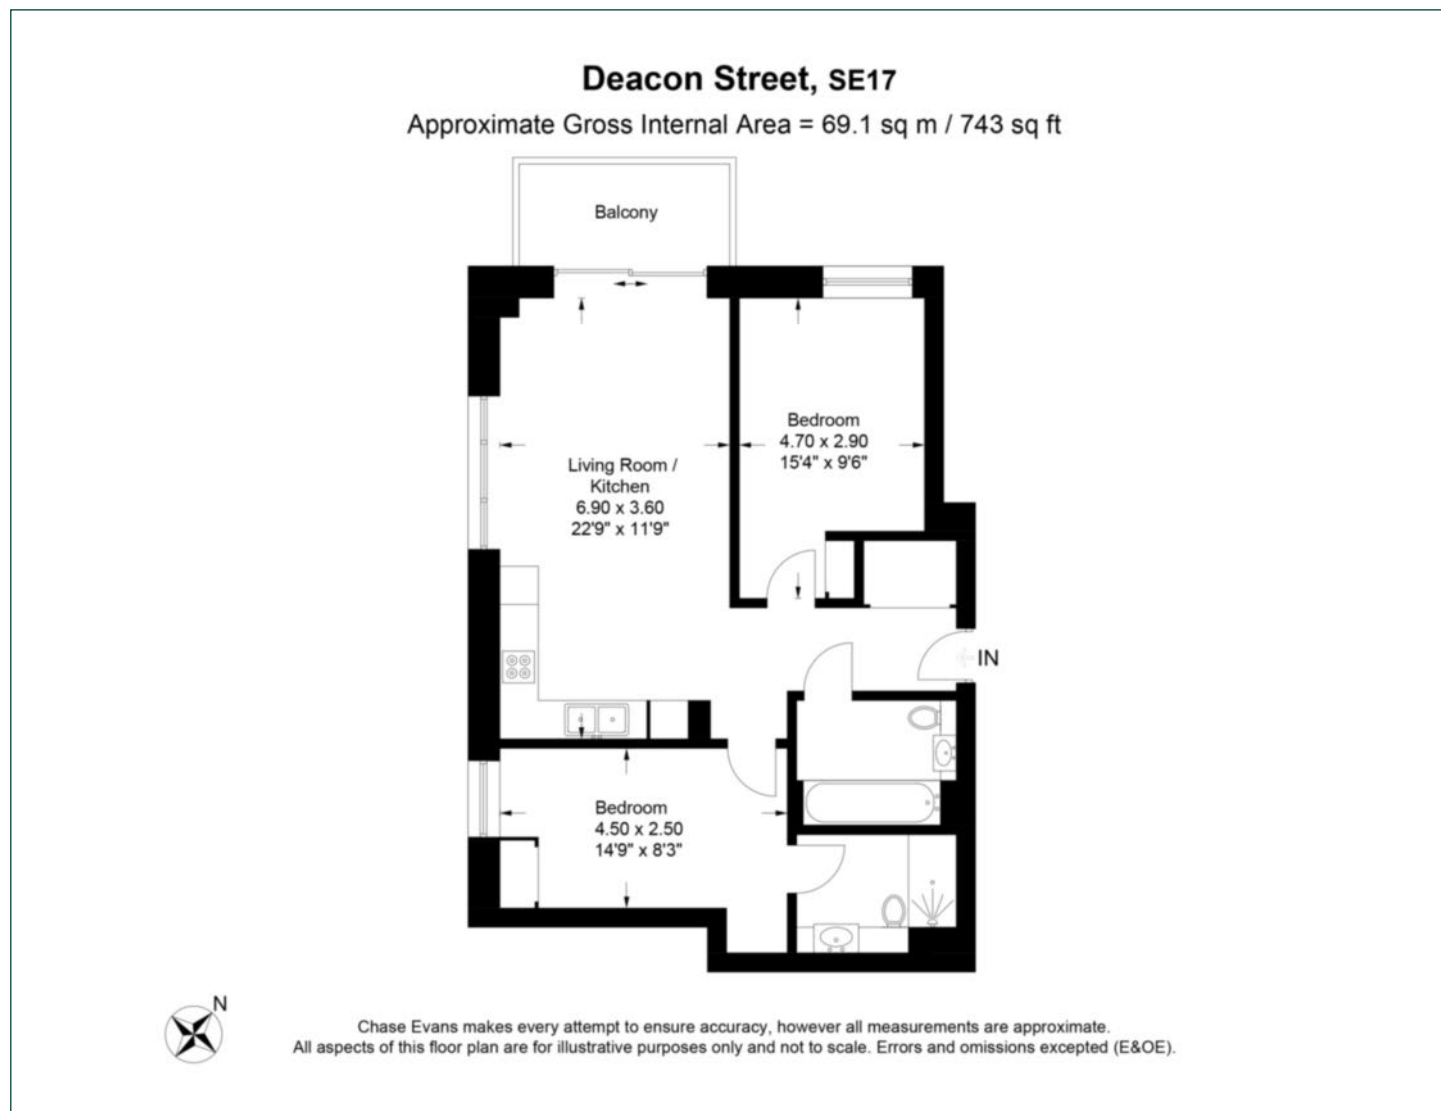 Deacon Street, SE17
Approximate Gross Internal Area = 69.1 sq m / 743 sq ft
Balcony
Bedroom
4.70 x 2.90
15'4" x 9'6"
Living Room /
Kitchen
6.90 x 3.60
22'9" x 11'9"
IN
Bedroom
4.50 x 2.50
14'9" x 8'3"
N
Chase Evans makes every attempt to ensure accuracy, however all measurements are approximate.
All aspects of this floor plan are for illustrative purposes only and not to scale. Errors and omissions excepted (E&OE).